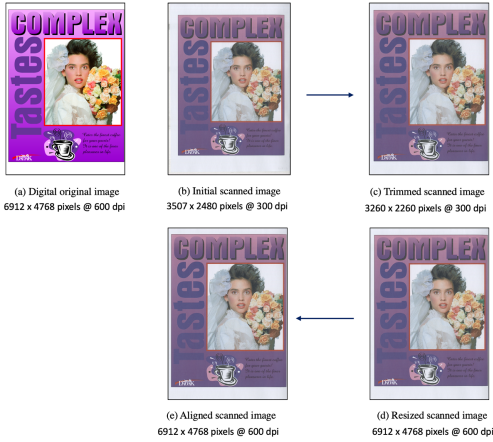 COMPLEX
Tastes
COMPLEX
Tastes
COMPLEX
Tastes
(a) Digital original image
6912 x 4768 pixels @ 600 dpi
(b) Initial scanned image
3507 x 2480 pixels @ 300 dpi
(c) Trimmed scanned image
3260 x 2260 pixels @ 300 dpi
COMPLEX
Tastes
COMPLEX
Tastes
(e) Aligned scanned image
6912 x 4768 pixels @ 600 dpi
(d) Resized scanned image
6912 x 4768 pixels @ 600 dpi